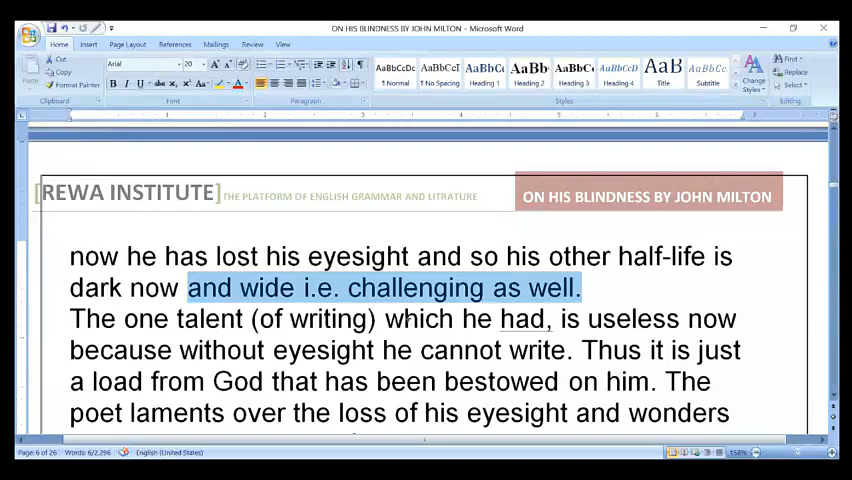 ON HIS BLINDNESS BY JOHN MILTON - Microsoft Word
Home Insert Page Layout References Mailings Review View
Cut
Copy
Format Painter
Paste
Clipboard
Arial 20
Font
Paragraph
AaBbCcDc AaBbCcDc AaBbC AaBbCc AaBbC AaBbCcI AaB AaBbCc
¶ Normal ¶ No Spacing Heading 1 Heading 2 Heading 3 Heading 4 Title Subtitle
Change Styles
Styles
Find
Replace
Select
Editing
[REWA INSTITUTE] THE PLATFORM OF ENGLISH GRAMMAR AND LITRATURE ON HIS BLINDNESS BY JOHN MILTON
now he has lost his eyesight and so his other half-life is
dark now and wide i.e. challenging as well.
The one talent (of writing) which he had, is useless now
because without eyesight he cannot write. Thus it is just
a load from God that has been bestowed on him. The
poet laments over the loss of his eyesight and wonders
Page: 6 of 26 Words: 6/2,296 English (United States) 158%